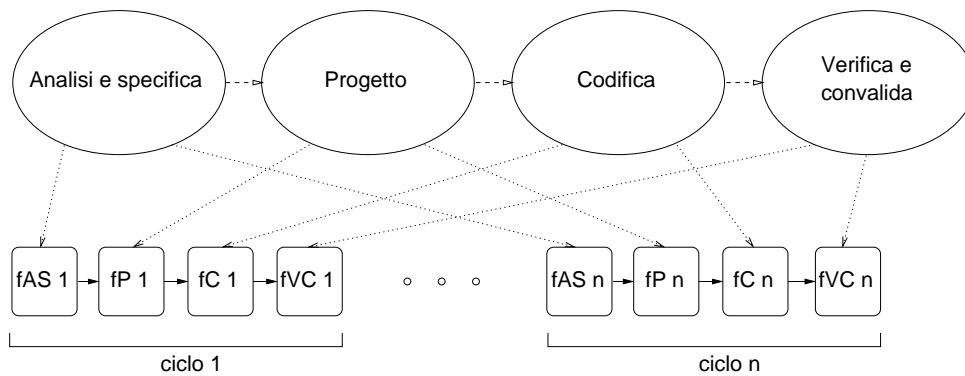 Analisi e specifica
Progetto
Codifica
Verifica e
convalida
fAS 1
fP 1
fC 1
fVC 1
fAS n
fP n
fC n
fVC n
ciclo 1
ciclo n